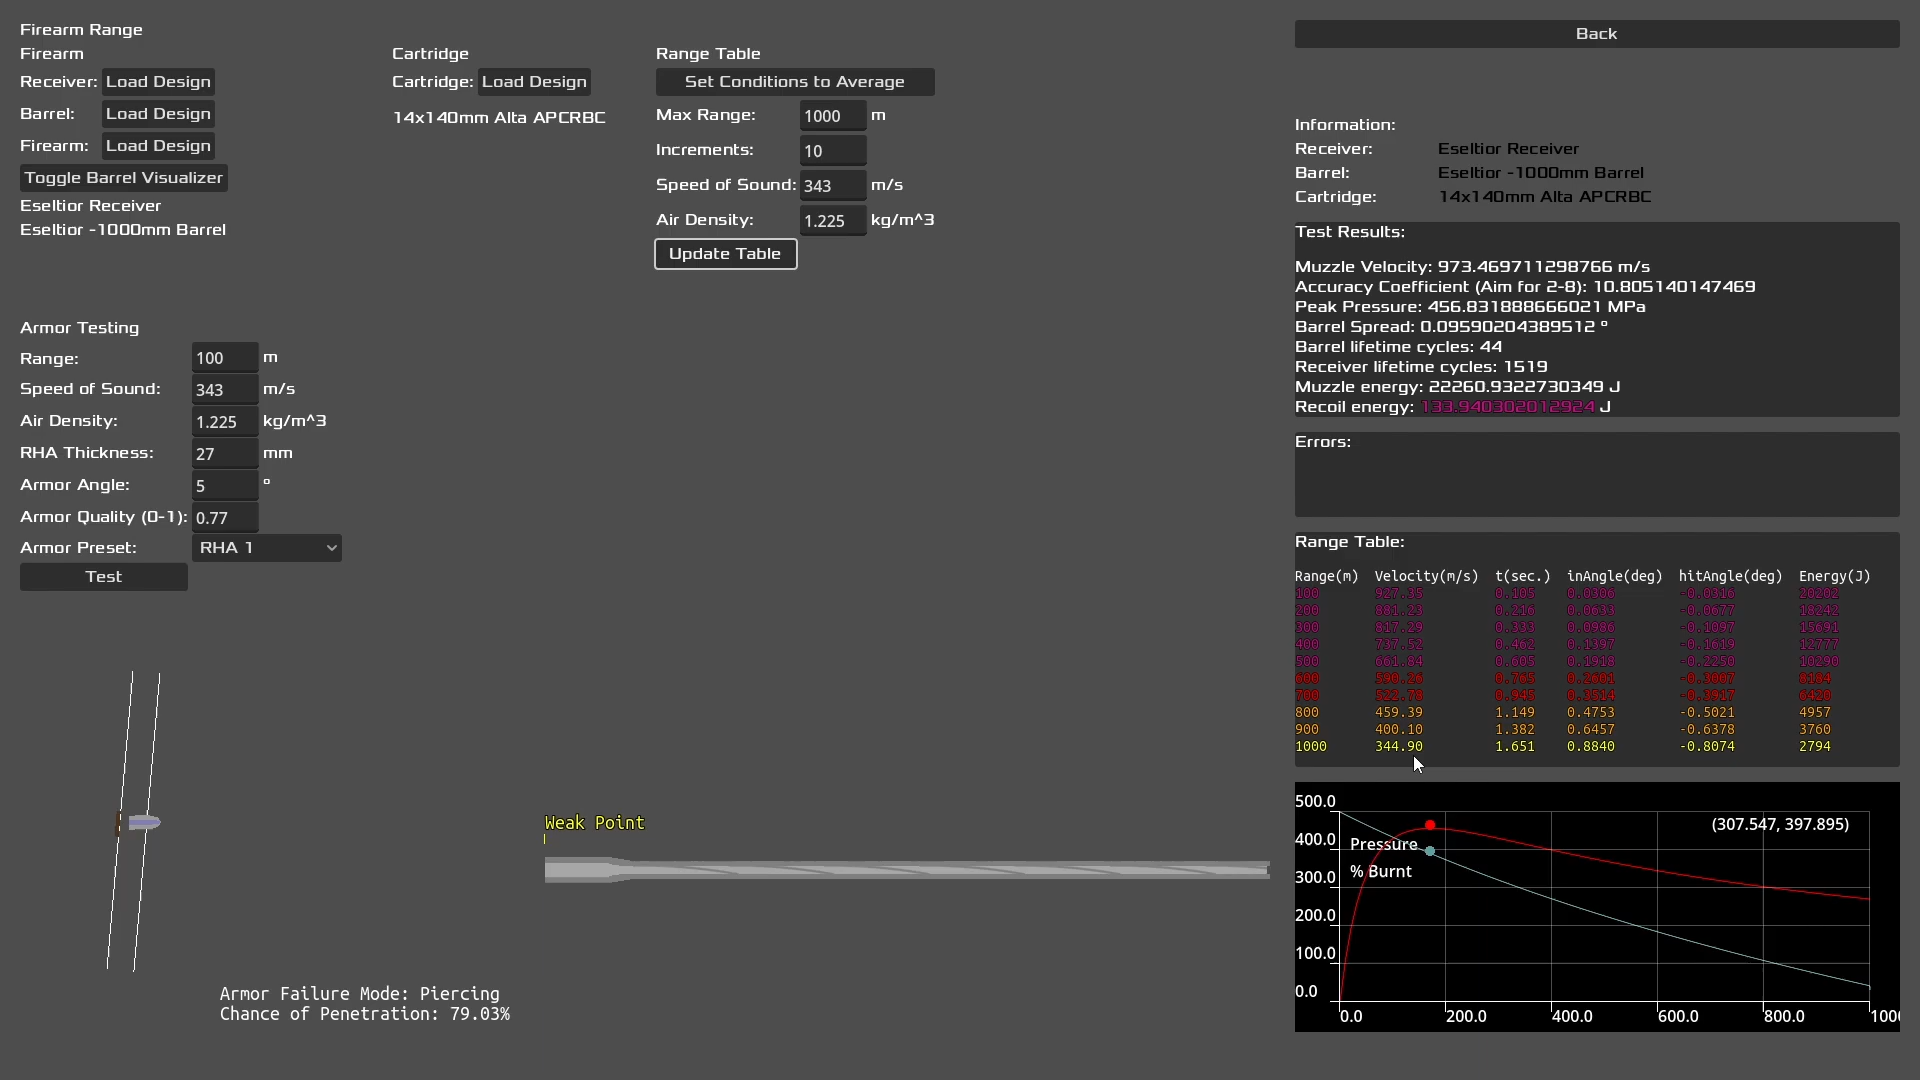 Firearm Range
Firearm
Receiver: Load Design
Barrel: Load Design
Firearm: Load Design
Toggle Barrel Visualizer
Eseltior Receiver
Eseltior -1000mm Barrel
Cartridge
Cartridge: Load Design
14x140mm Alta APCRBC
Range Table
Set Conditions to Average
Max Range: 1000 m
Increments: 10
Speed of Sound: 343 m/s
Air Density: 1.225 kg/m^3
Update Table
Armor Testing
Range: 100 m
Speed of Sound: 343 m/s
Air Density: 1.225 kg/m^3
RHA Thickness: 27 mm
Armor Angle: 5 °
Armor Quality (0-1): 0.77
Armor Preset: RHA 1
Test
Armor Failure Mode: Piercing
Chance of Penetration: 79.03%
Weak Point
Back
Information:
Receiver: Eseltior Receiver
Barrel: Eseltior -1000mm Barrel
Cartridge: 14x140mm Alta APCRBC
Test Results:
Muzzle Velocity: 973.469711298766 m/s
Accuracy Coefficient (Aim for 2-8): 10.805140147469
Peak Pressure: 456.831888666021 MPa
Barrel Spread: 0.09590204389512 °
Barrel lifetime cycles: 44
Receiver lifetime cycles: 1519
Muzzle energy: 22260.9322730349 J
Recoil energy: 133.940302012924 J
Errors:
Range Table:
Range(m) Velocity(m/s) t(sec.) inAngle(deg) hitAngle(deg) Energy(J)
100 927.35 0.105 0.0306 -0.0316 20202
200 881.23 0.216 0.0633 -0.0677 18242
300 817.29 0.333 0.0986 -0.1097 15691
400 737.52 0.462 0.1397 -0.1619 12777
500 661.84 0.605 0.1918 -0.2250 10290
600 590.26 0.765 0.2601 -0.3007 8184
700 522.78 0.945 0.3514 -0.3917 6420
800 459.39 1.149 0.4753 -0.5021 4957
900 400.10 1.382 0.6457 -0.6378 3760
1000 344.90 1.651 0.8840 -0.8074 2794
500.0
400.0
300.0
200.0
100.0
0.0
Pressure
% Burnt
(307.547, 397.895)
0.0 200.0 400.0 600.0 800.0 100